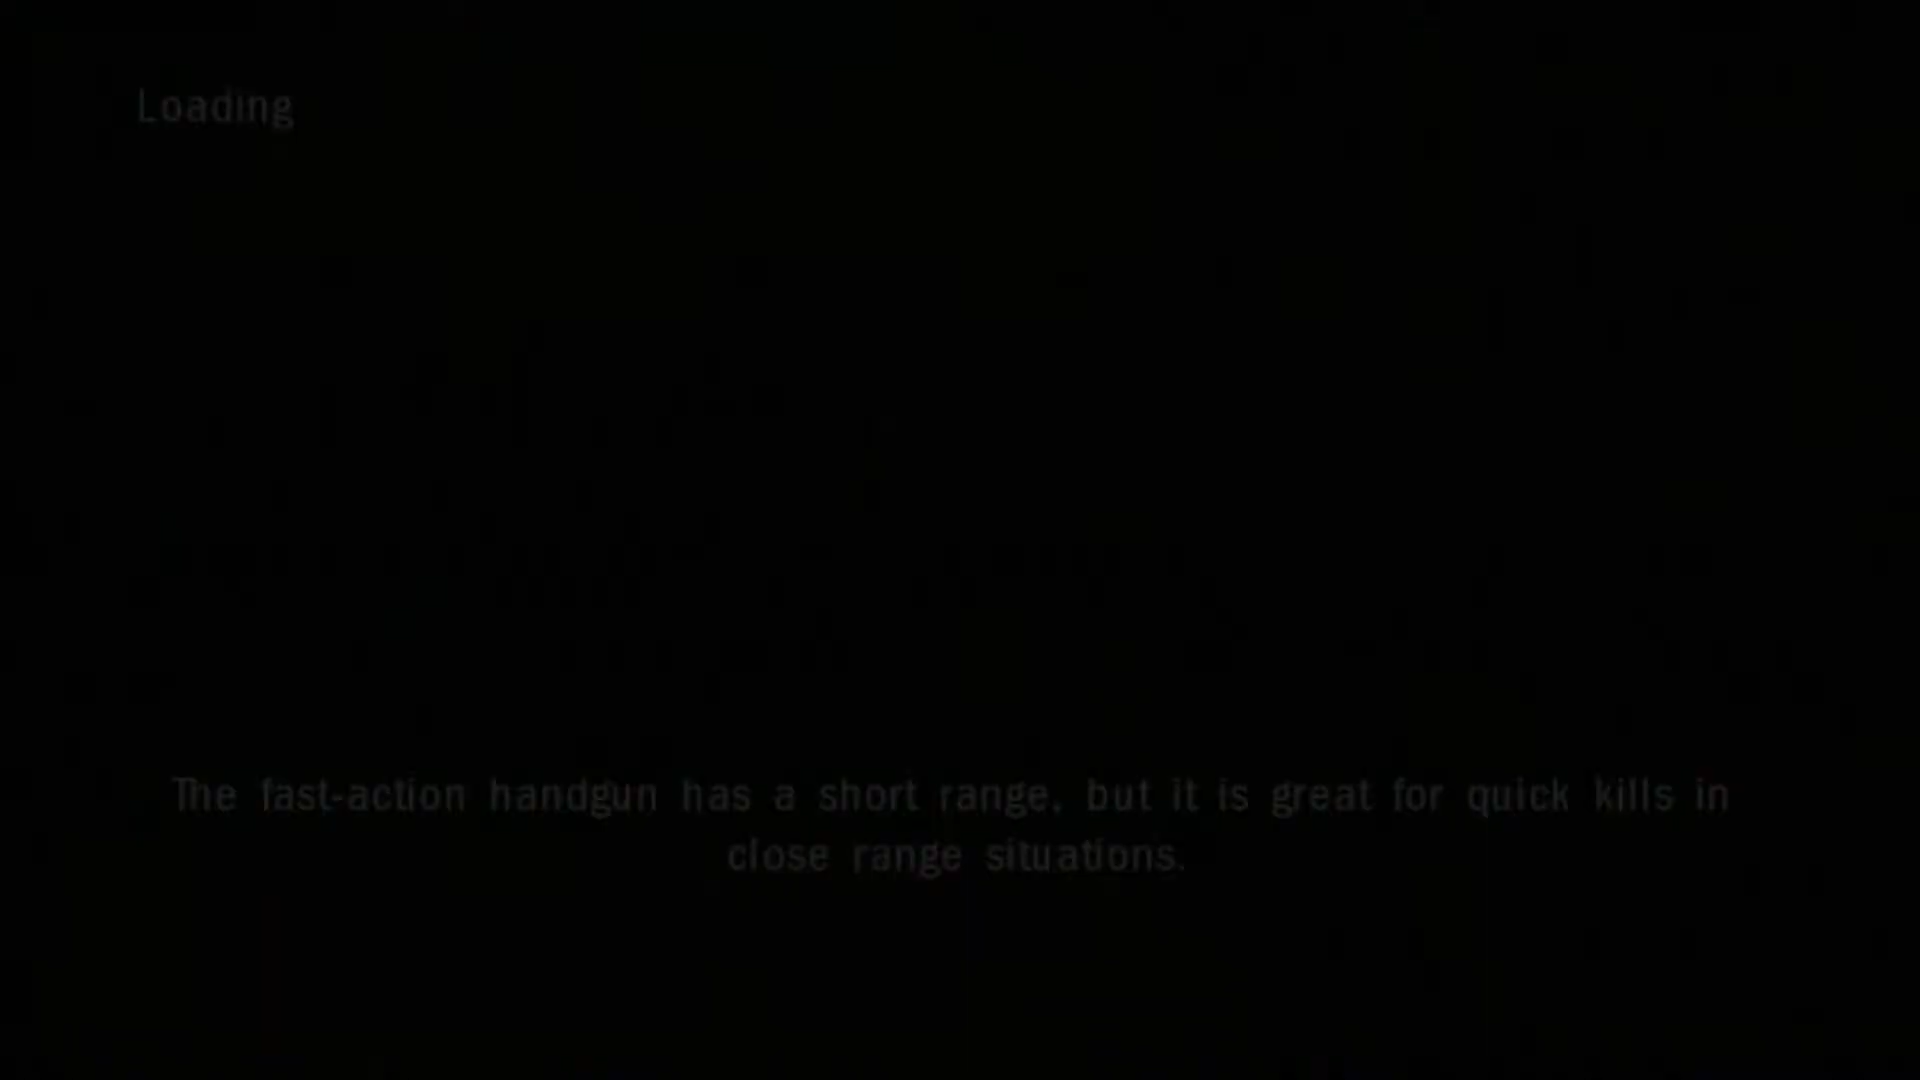 Loading
The fast-action handgun has a short range, but it is great for quick kills in
close range situations.